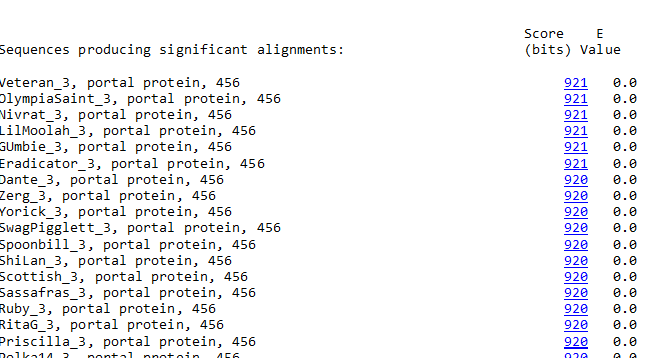 Score E
Sequences producing significant alignments: (bits) Value
Veteran_3, portal protein, 456 921 0.0
OlympiaSaint_3, portal protein, 456 921 0.0
Nivrat_3, portal protein, 456 921 0.0
LilMoolah_3, portal protein, 456 921 0.0
GUmbie_3, portal protein, 456 921 0.0
Eradicator_3, portal protein, 456 921 0.0
Dante_3, portal protein, 456 920 0.0
Zerg_3, portal protein, 456 920 0.0
Yorick_3, portal protein, 456 920 0.0
SwagPigglett_3, portal protein, 456 920 0.0
Spoonbill_3, portal protein, 456 920 0.0
ShiLan_3, portal protein, 456 920 0.0
Scottish_3, portal protein, 456 920 0.0
Sassafras_3, portal protein, 456 920 0.0
Ruby_3, portal protein, 456 920 0.0
RitaG_3, portal protein, 456 920 0.0
Priscilla_3, portal protein, 456 920 0.0
Polka14_3, portal protein, 456 920 0.0